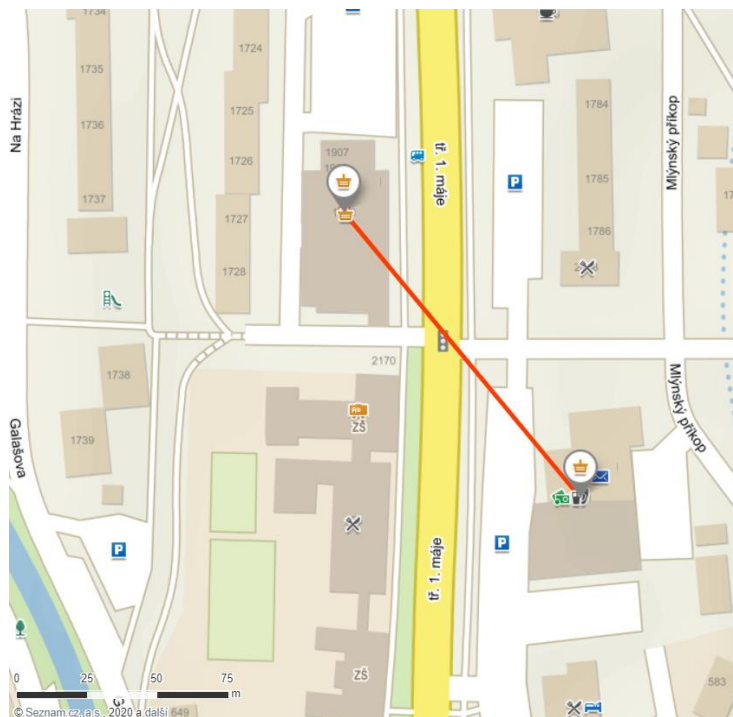 1734
1724
1735
Na Hrázi
1784
1725
1736
tř. 1. máje
1907
1726
Mlýnský příkop
1785
1737
1727
1786
1728
2170
1738
Mlýnský příkop
ZŠ
1739
Galašova
tř. 1. máje
0 25 50 75
m
ZŠ
583
649
© Seznam.cz, a.s., 2020 a další
P
P
P